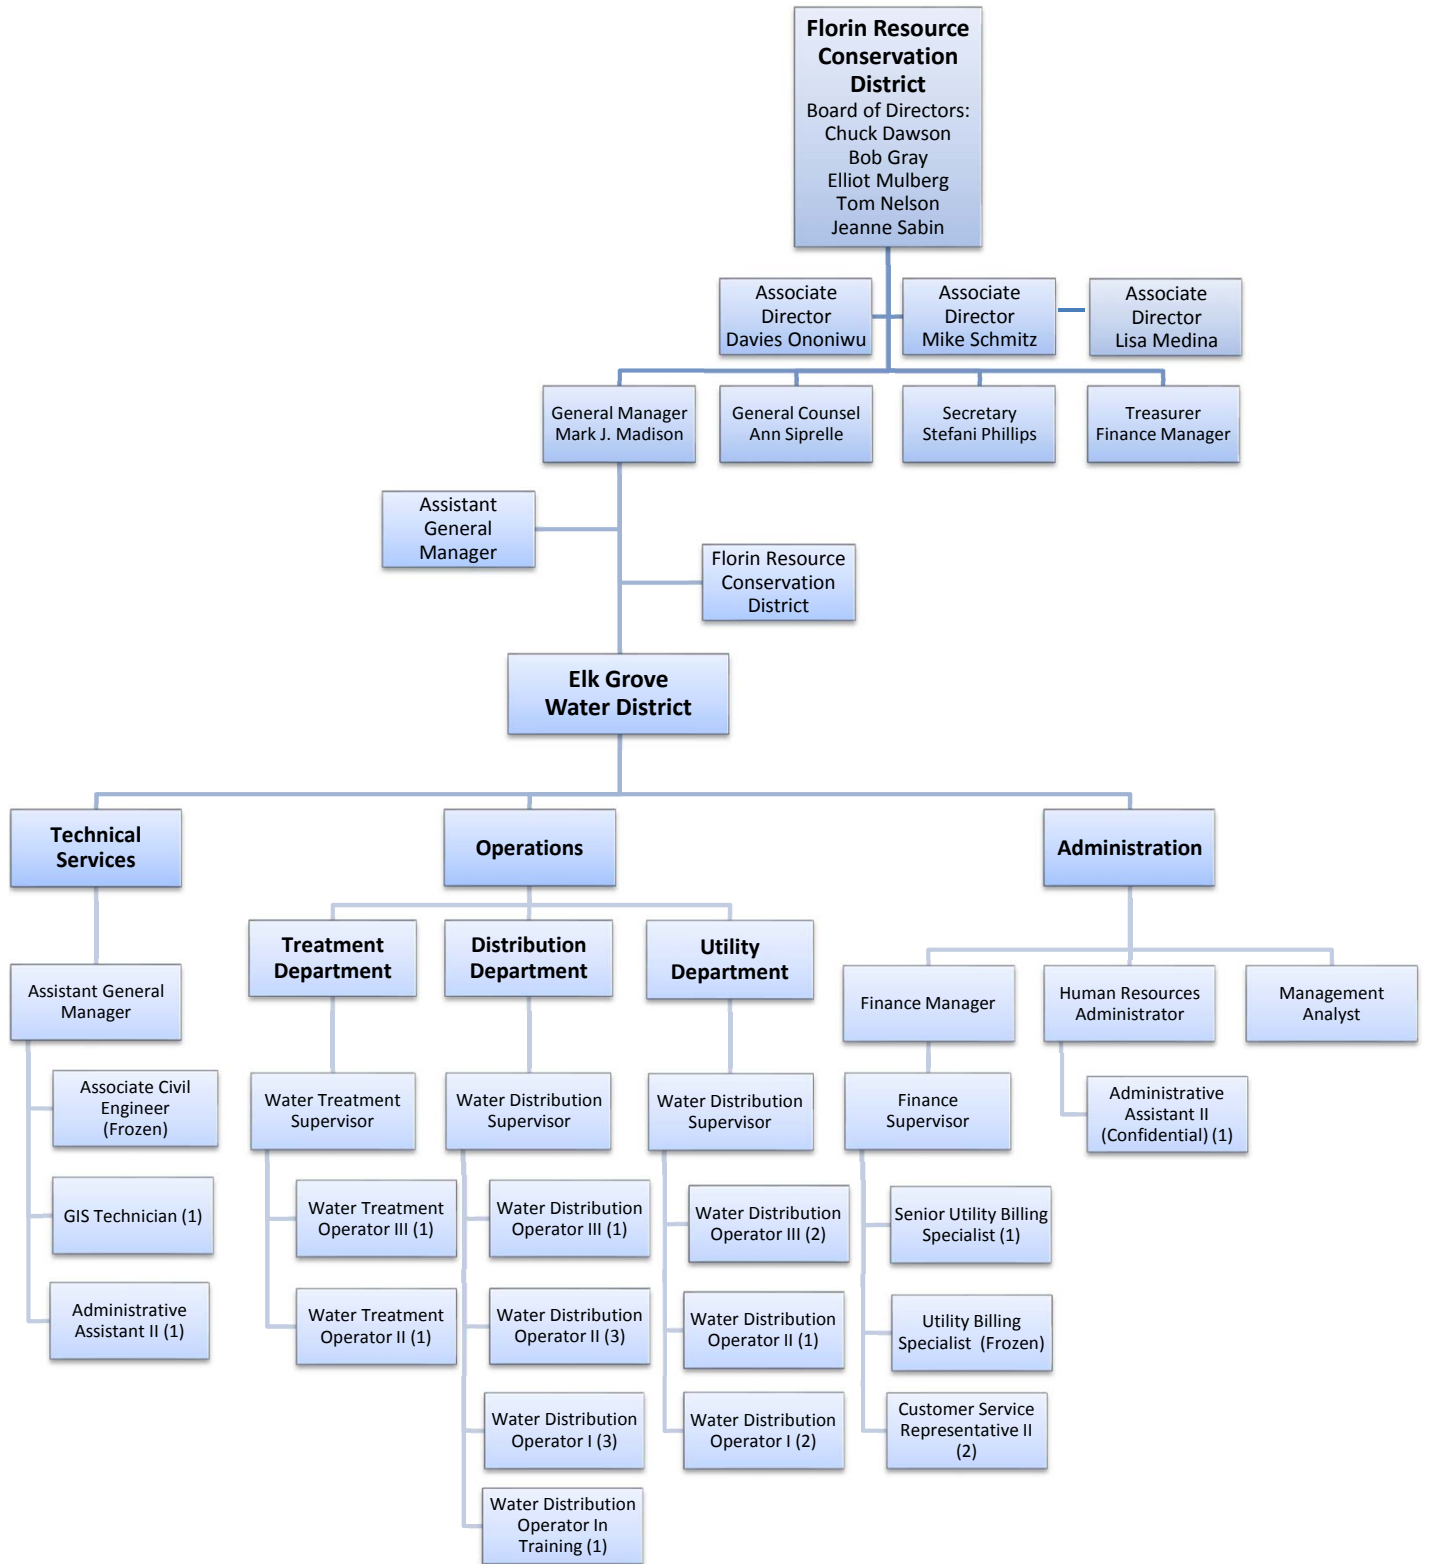 Florin Resource
Conservation
District
Board of Directors:
Chuck Dawson
Bob Gray
Elliot Mulberg
Tom Nelson
Jeanne Sabin
Associate
Director
Davies Ononiwu
Associate
Director
Mike Schmitz
Associate
Director
Lisa Medina
General Manager
Mark J. Madison
General Counsel
Ann Siprelle
Secretary
Stefani Phillips
Treasurer
Finance Manager
Assistant
General
Manager
Florin Resource
Conservation
District
Elk Grove
Water District
Technical
Services
Operations
Administration
Treatment
Department
Distribution
Department
Utility
Department
Assistant General
Manager
Finance Manager
Human Resources
Administrator
Management
Analyst
Associate Civil
Engineer
(Frozen)
GIS Technician (1)
Administrative
Assistant II (1)
Water Treatment
Supervisor
Water Treatment
Operator III (1)
Water Treatment
Operator II (1)
Water Distribution
Supervisor
Water Distribution
Operator III (1)
Water Distribution
Operator II (3)
Water Distribution
Operator I (3)
Water Distribution
Operator In
Training (1)
Water Distribution
Supervisor
Water Distribution
Operator III (2)
Water Distribution
Operator II (1)
Water Distribution
Operator I (2)
Finance
Supervisor
Senior Utility Billing
Specialist (1)
Utility Billing
Specialist (Frozen)
Customer Service
Representative II
(2)
Administrative
Assistant II
(Confidential) (1)